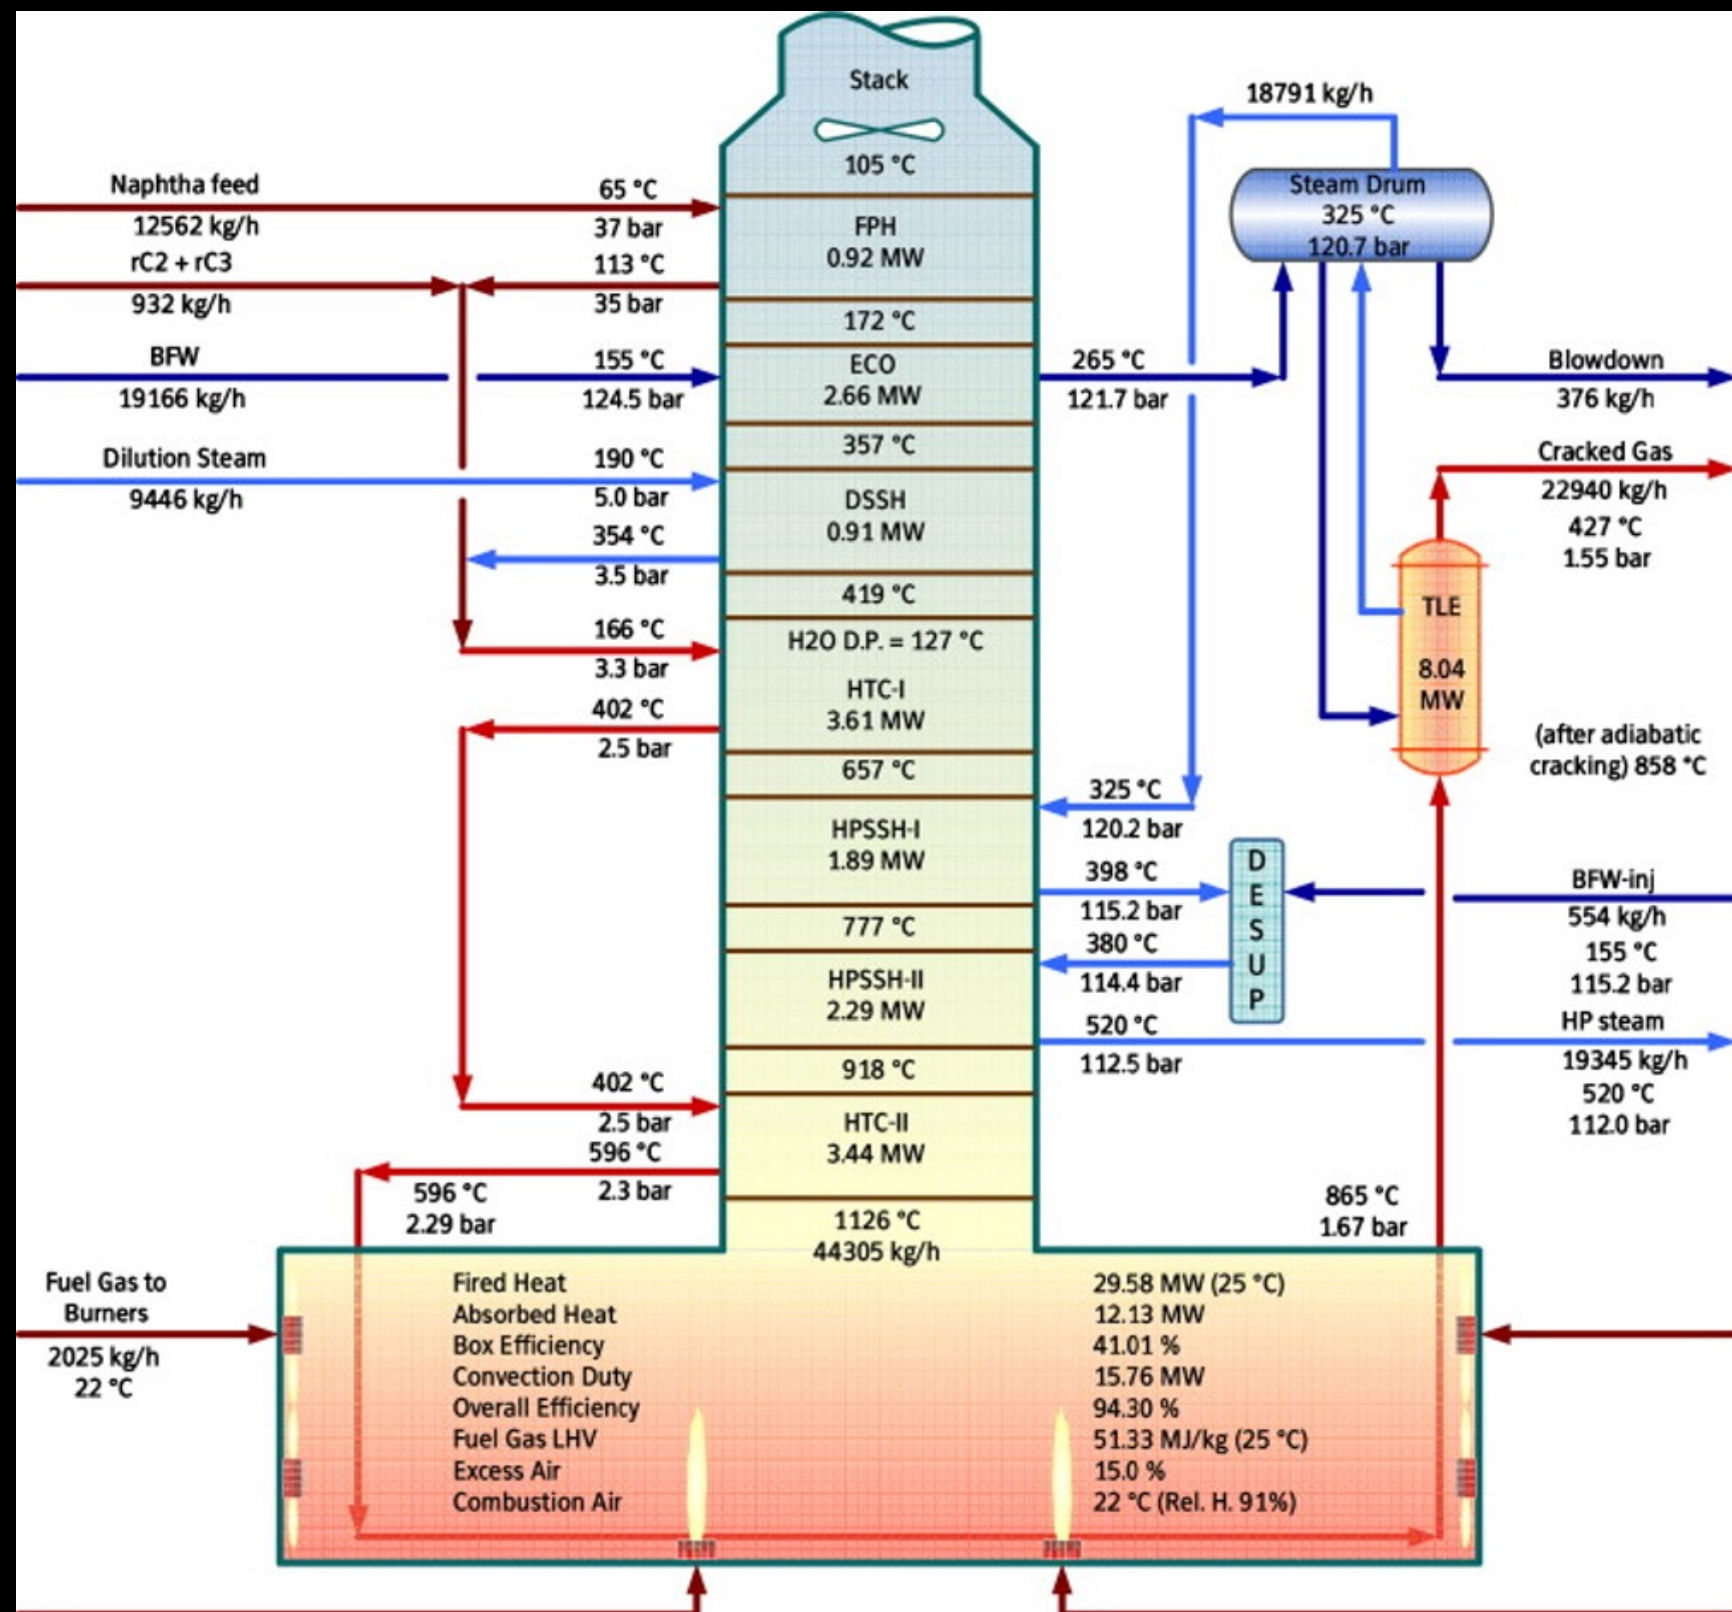 Stack
105 °C
FPH
0.92 MW
172 °C
ECO
2.66 MW
357 °C
DSSH
0.91 MW
419 °C
H2O D.P. = 127 °C
HTC-I
3.61 MW
657 °C
HPSSH-I
1.89 MW
777 °C
HPSSH-II
2.29 MW
918 °C
HTC-II
3.44 MW
1126 °C
44305 kg/h
Naphtha feed
12562 kg/h
65 °C
37 bar
rC2 + rC3
932 kg/h
113 °C
35 bar
BFW
19166 kg/h
155 °C
124.5 bar
Dilution Steam
9446 kg/h
190 °C
5.0 bar
354 °C
3.5 bar
166 °C
3.3 bar
402 °C
2.5 bar
402 °C
2.5 bar
596 °C
2.3 bar
596 °C
2.29 bar
18791 kg/h
Steam Drum
325 °C
120.7 bar
265 °C
121.7 bar
Blowdown
376 kg/h
Cracked Gas
22940 kg/h
427 °C
1.55 bar
TLE
8.04
MW
(after adiabatic
cracking) 858 °C
325 °C
120.2 bar
398 °C
115.2 bar
380 °C
114.4 bar
D
E
S
U
P
BFW-inj
554 kg/h
155 °C
115.2 bar
520 °C
112.5 bar
HP steam
19345 kg/h
520 °C
112.0 bar
865 °C
1.67 bar
Fuel Gas to
Burners
2025 kg/h
22 °C
Fired Heat 29.58 MW (25 °C)
Absorbed Heat 12.13 MW
Box Efficiency 41.01 %
Convection Duty 15.76 MW
Overall Efficiency 94.30 %
Fuel Gas LHV 51.33 MJ/kg (25 °C)
Excess Air 15.0 %
Combustion Air 22 °C (Rel. H. 91%)